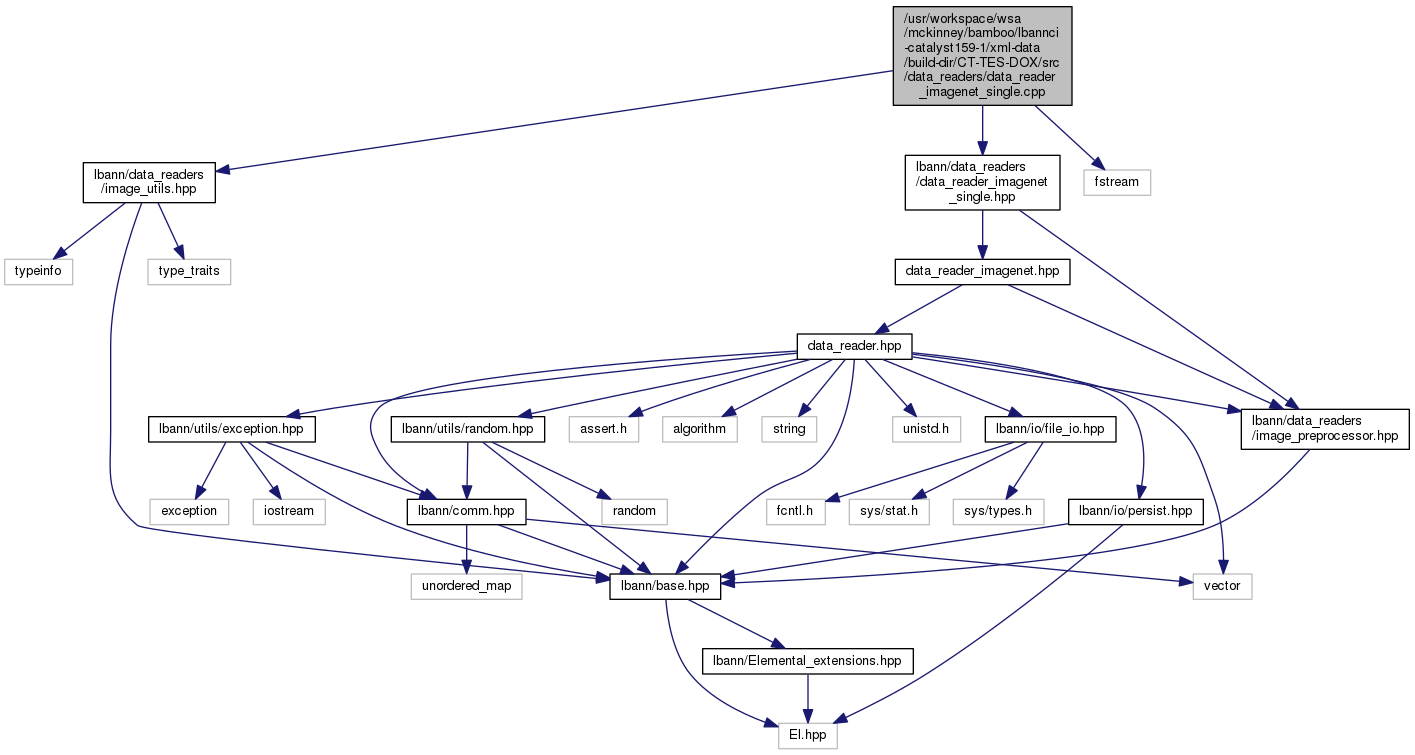 /usr/workspace/wsa
/mckinney/bamboo/lbannci
-catalyst159-1/xml-data
/build-dir/CT-TES-DOX/src
/data_readers/data_reader
_imagenet_single.cpp
lbann/data_readers
/image_utils.hpp
lbann/data_readers
/data_reader_imagenet
_single.hpp
fstream
typeinfo
type_traits
data_reader_imagenet.hpp
data_reader.hpp
lbann/utils/exception.hpp
lbann/utils/random.hpp
assert.h
algorithm
string
unistd.h
lbann/io/file_io.hpp
lbann/data_readers
/image_preprocessor.hpp
exception
iostream
lbann/comm.hpp
random
fcntl.h
sys/stat.h
sys/types.h
lbann/io/persist.hpp
unordered_map
lbann/base.hpp
vector
lbann/Elemental_extensions.hpp
El.hpp